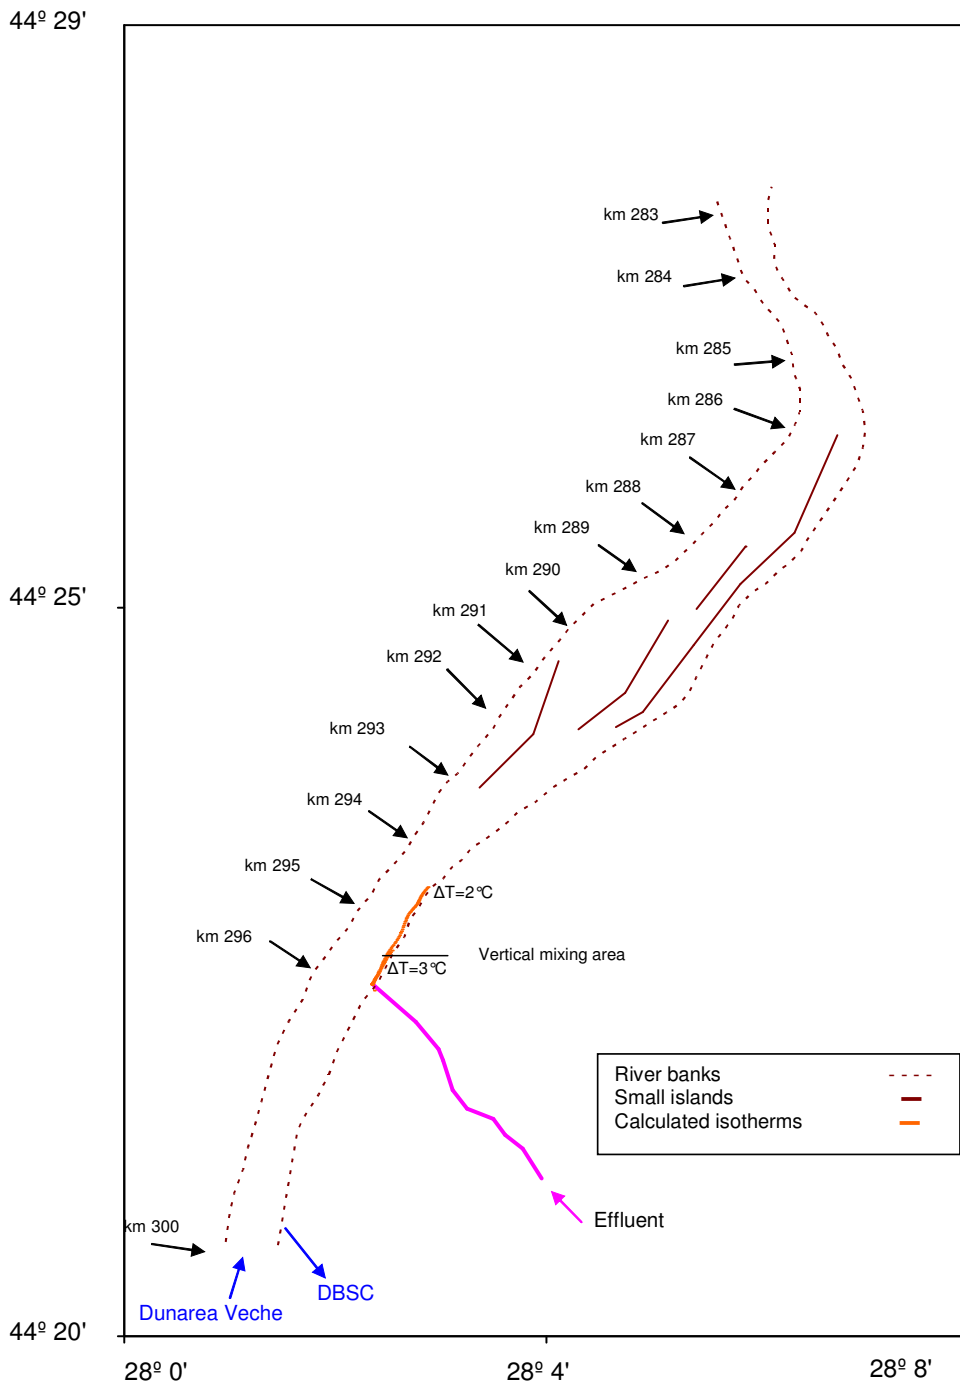 44º 29'
km 283
km 284
km 285
km 286
km 287
km 288
km 289
km 290
44º 25'
km 291
km 292
km 293
km 294
km 295
ΔT=2°C
km 296
Vertical mixing area
ΔT=3°C
River banks
Small islands
Calculated isotherms
Effluent
km 300
DBSC
Dunarea Veche
44º 20'
28º 0'
28º 4'
28º 8'